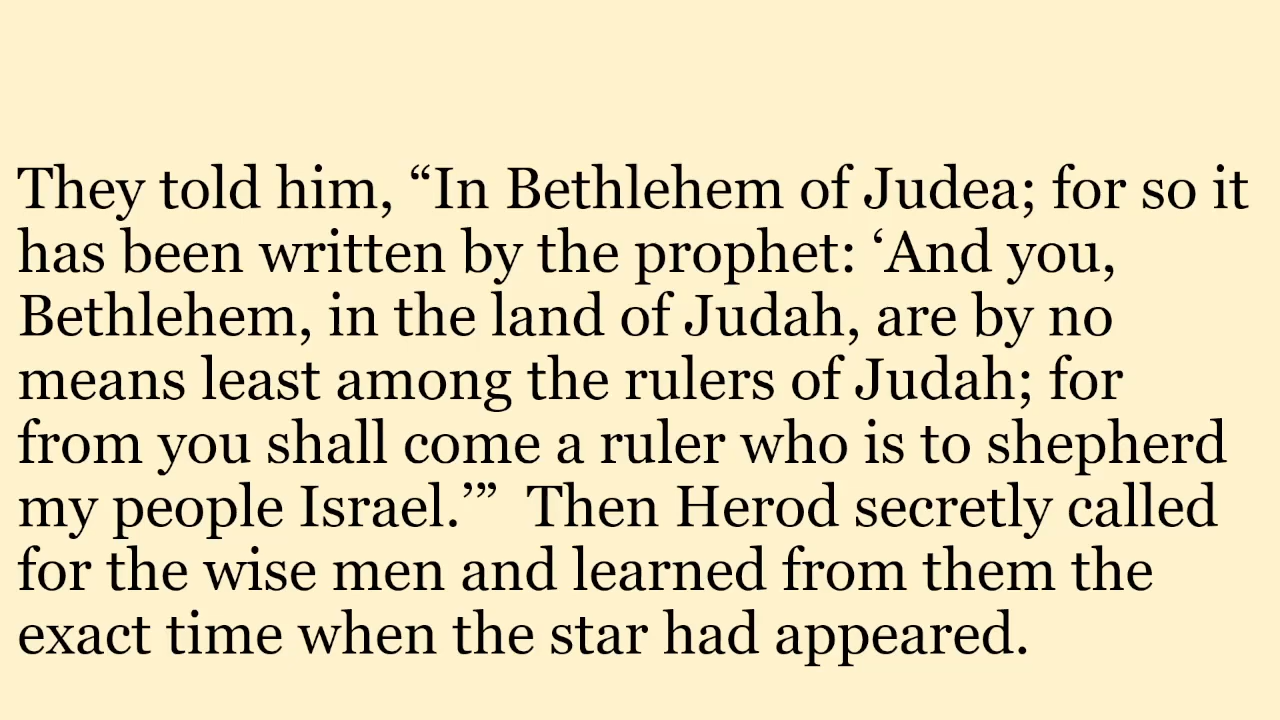 They told him, “In Bethlehem of Judea; for so it
has been written by the prophet: ‘And you,
Bethlehem, in the land of Judah, are by no
means least among the rulers of Judah; for
from you shall come a ruler who is to shepherd
my people Israel.’”  Then Herod secretly called
for the wise men and learned from them the
exact time when the star had appeared.